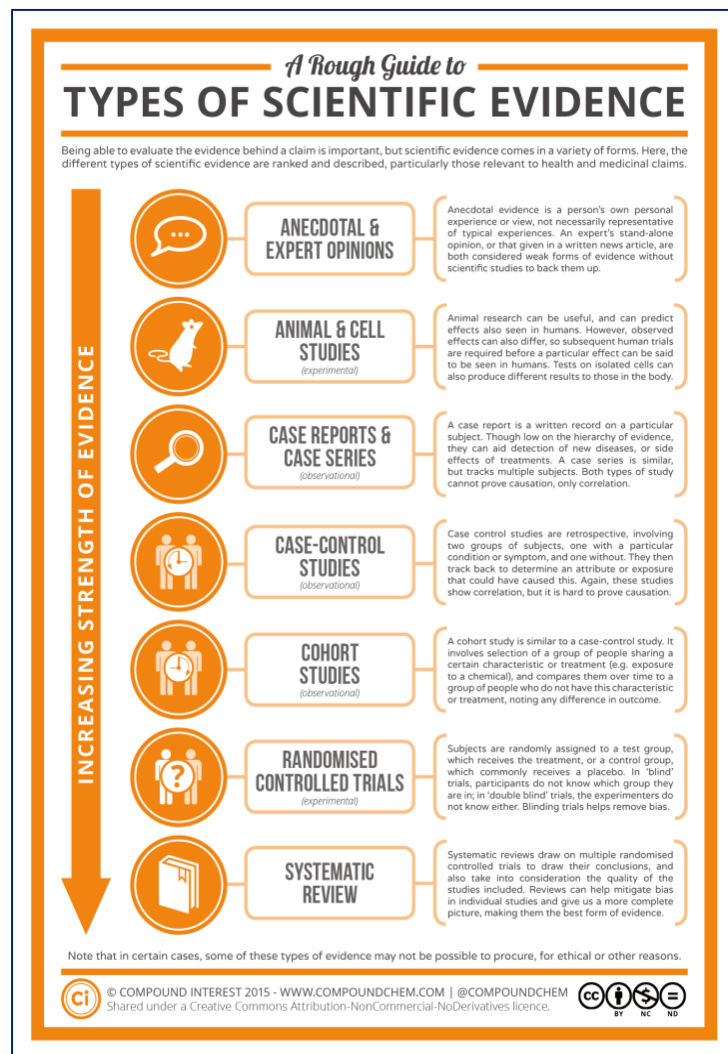 A Rough Guide to
TYPES OF SCIENTIFIC EVIDENCE
Being able to evaluate the evidence behind a claim is important, but scientific evidence comes in a variety of forms. Here, the
different types of scientific evidence are ranked and described, particularly those relevant to health and medicinal claims.
INCREASING STRENGTH OF EVIDENCE
ANECDOTAL &
EXPERT OPINIONS
Anecdotal evidence is a person's own personal
experience or view, not necessarily representative
of typical experiences. An expert's stand-alone
opinion, or that given in a written news article, are
both considered weak forms of evidence without
scientific studies to back them up.
ANIMAL & CELL
STUDIES
(experimental)
Animal research can be useful, and can predict
effects also seen in humans. However, observed
effects can also differ, so subsequent human trials
are required before a particular effect can be said
to be seen in humans. Tests on isolated cells can
also produce different results to those in the body.
CASE REPORTS &
CASE SERIES
(observational)
A case report is a written record on a particular
subject. Though low on the hierarchy of evidence,
they can aid detection of new diseases, or side
effects of treatments. A case series is similar,
but tracks multiple subjects. Both types of study
cannot prove causation, only correlation.
CASE-CONTROL
STUDIES
(observational)
Case control studies are retrospective, involving
two groups of subjects, one with a particular
condition or symptom, and one without. They then
track back to determine an attribute or exposure
that could have caused this. Again, these studies
show correlation, but it is hard to prove causation.
COHORT
STUDIES
(observational)
A cohort study is similar to a case-control study. It
involves selection of a group of people sharing a
certain characteristic or treatment (e.g. exposure
to a chemical), and compares them over time to a
group of people who do not have this characteristic
or treatment, noting any difference in outcome.
?
RANDOMISED
CONTROLLED TRIALS
(experimental)
Subjects are randomly assigned to a test group,
which receives the treatment, or a control group,
which commonly receives a placebo. In 'blind'
trials, participants do not know which group they
are in; in 'double blind' trials, the experimenters do
not know either. Blinding trials helps remove bias.
SYSTEMATIC
REVIEW
Systematic reviews draw on multiple randomised
controlled trials to draw their conclusions, and
also take into consideration the quality of the
studies included. Reviews can help mitigate bias
in individual studies and give us a more complete
picture, making them the best form of evidence.
Note that in certain cases, some of these types of evidence may not be possible to procure, for ethical or other reasons.
Ci
© COMPOUND INTEREST 2015 - WWW.COMPOUNDCHEM.COM | @COMPOUNDCHEM
Shared under a Creative Commons Attribution-NonCommercial-NoDerivatives licence.
cc
BY NC ND